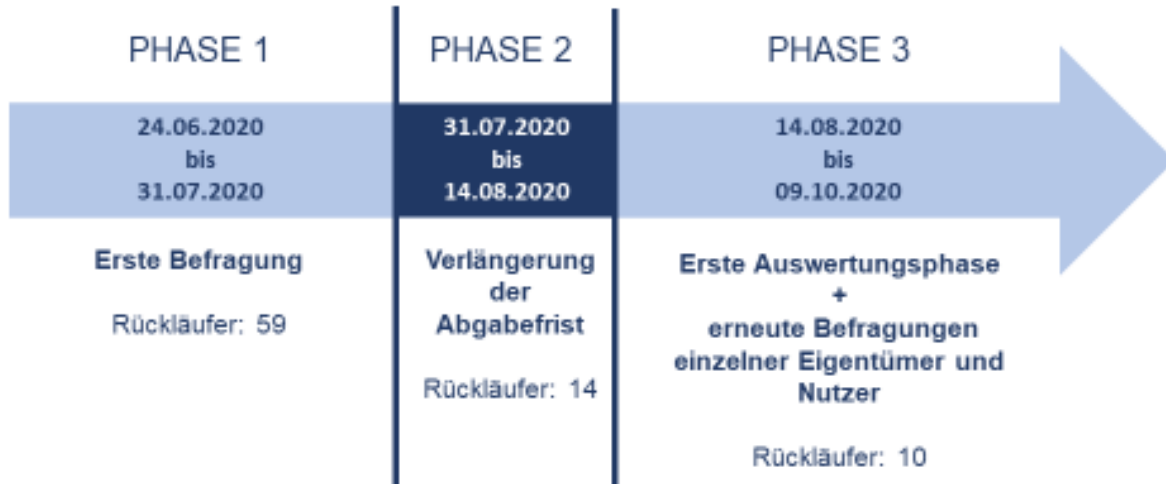 PHASE 1
24.06.2020
bis
31.07.2020
Erste Befragung
Rückläufer: 59
PHASE 2
31.07.2020
bis
14.08.2020
Verlängerung
der
Abgabefrist
Rückläufer: 14
PHASE 3
14.08.2020
bis
09.10.2020
Erste Auswertungsphase
+
erneute Befragungen
einzelner Eigentümer und
Nutzer
Rückläufer: 10